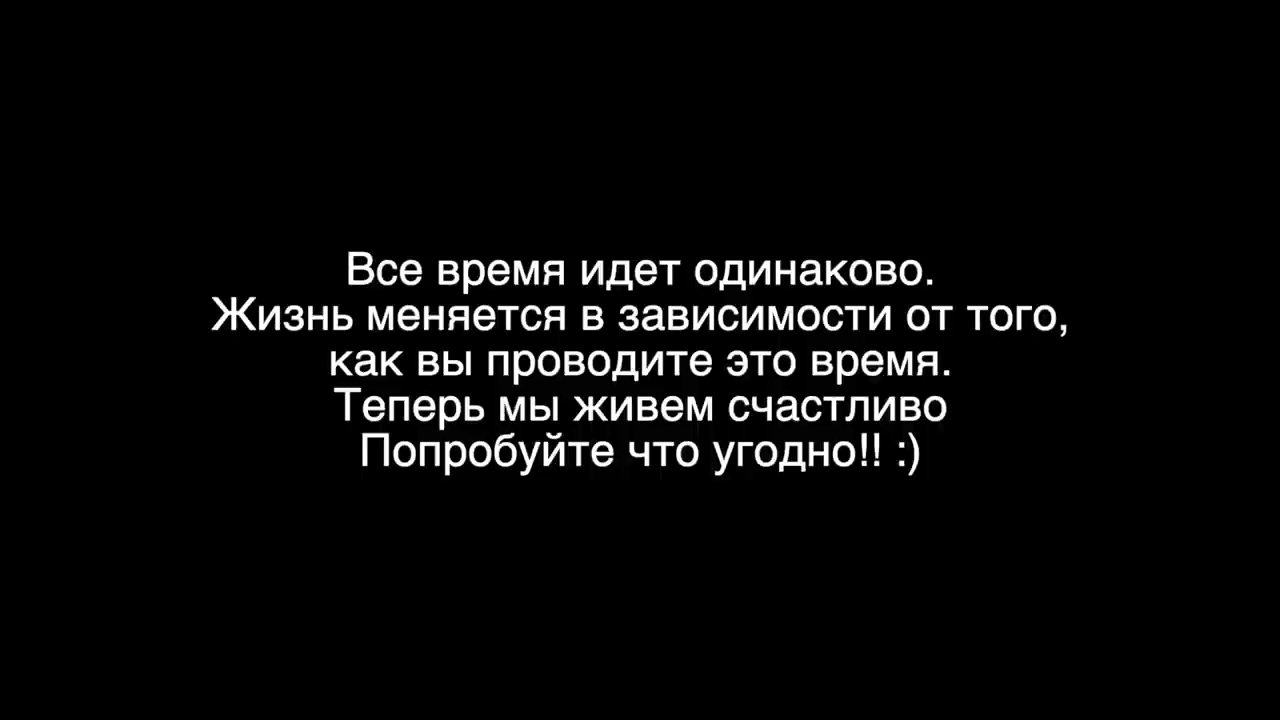 Все время идет одинаково.
Жизнь меняется в зависимости от того,
как вы проводите это время.
Теперь мы живем счастливо
Попробуйте что угодно!! :)